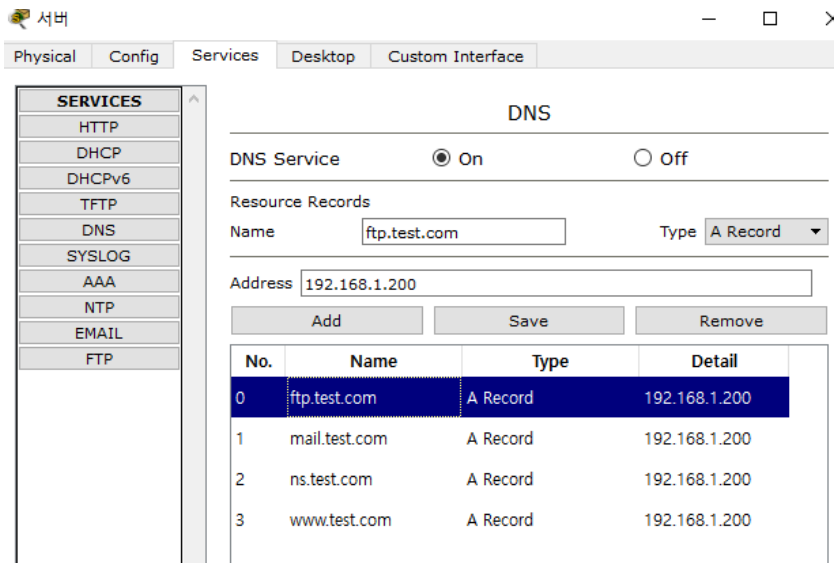 서버
Physical Config Services Desktop Custom Interface
SERVICES
HTTP
DHCP
DHCPv6
TFTP
DNS
SYSLOG
AAA
NTP
EMAIL
FTP
DNS
DNS Service On Off
Resource Records
Name ftp.test.com Type A Record
Address 192.168.1.200
Add Save Remove
No. Name Type Detail
0 ftp.test.com A Record 192.168.1.200
1 mail.test.com A Record 192.168.1.200
2 ns.test.com A Record 192.168.1.200
3 www.test.com A Record 192.168.1.200